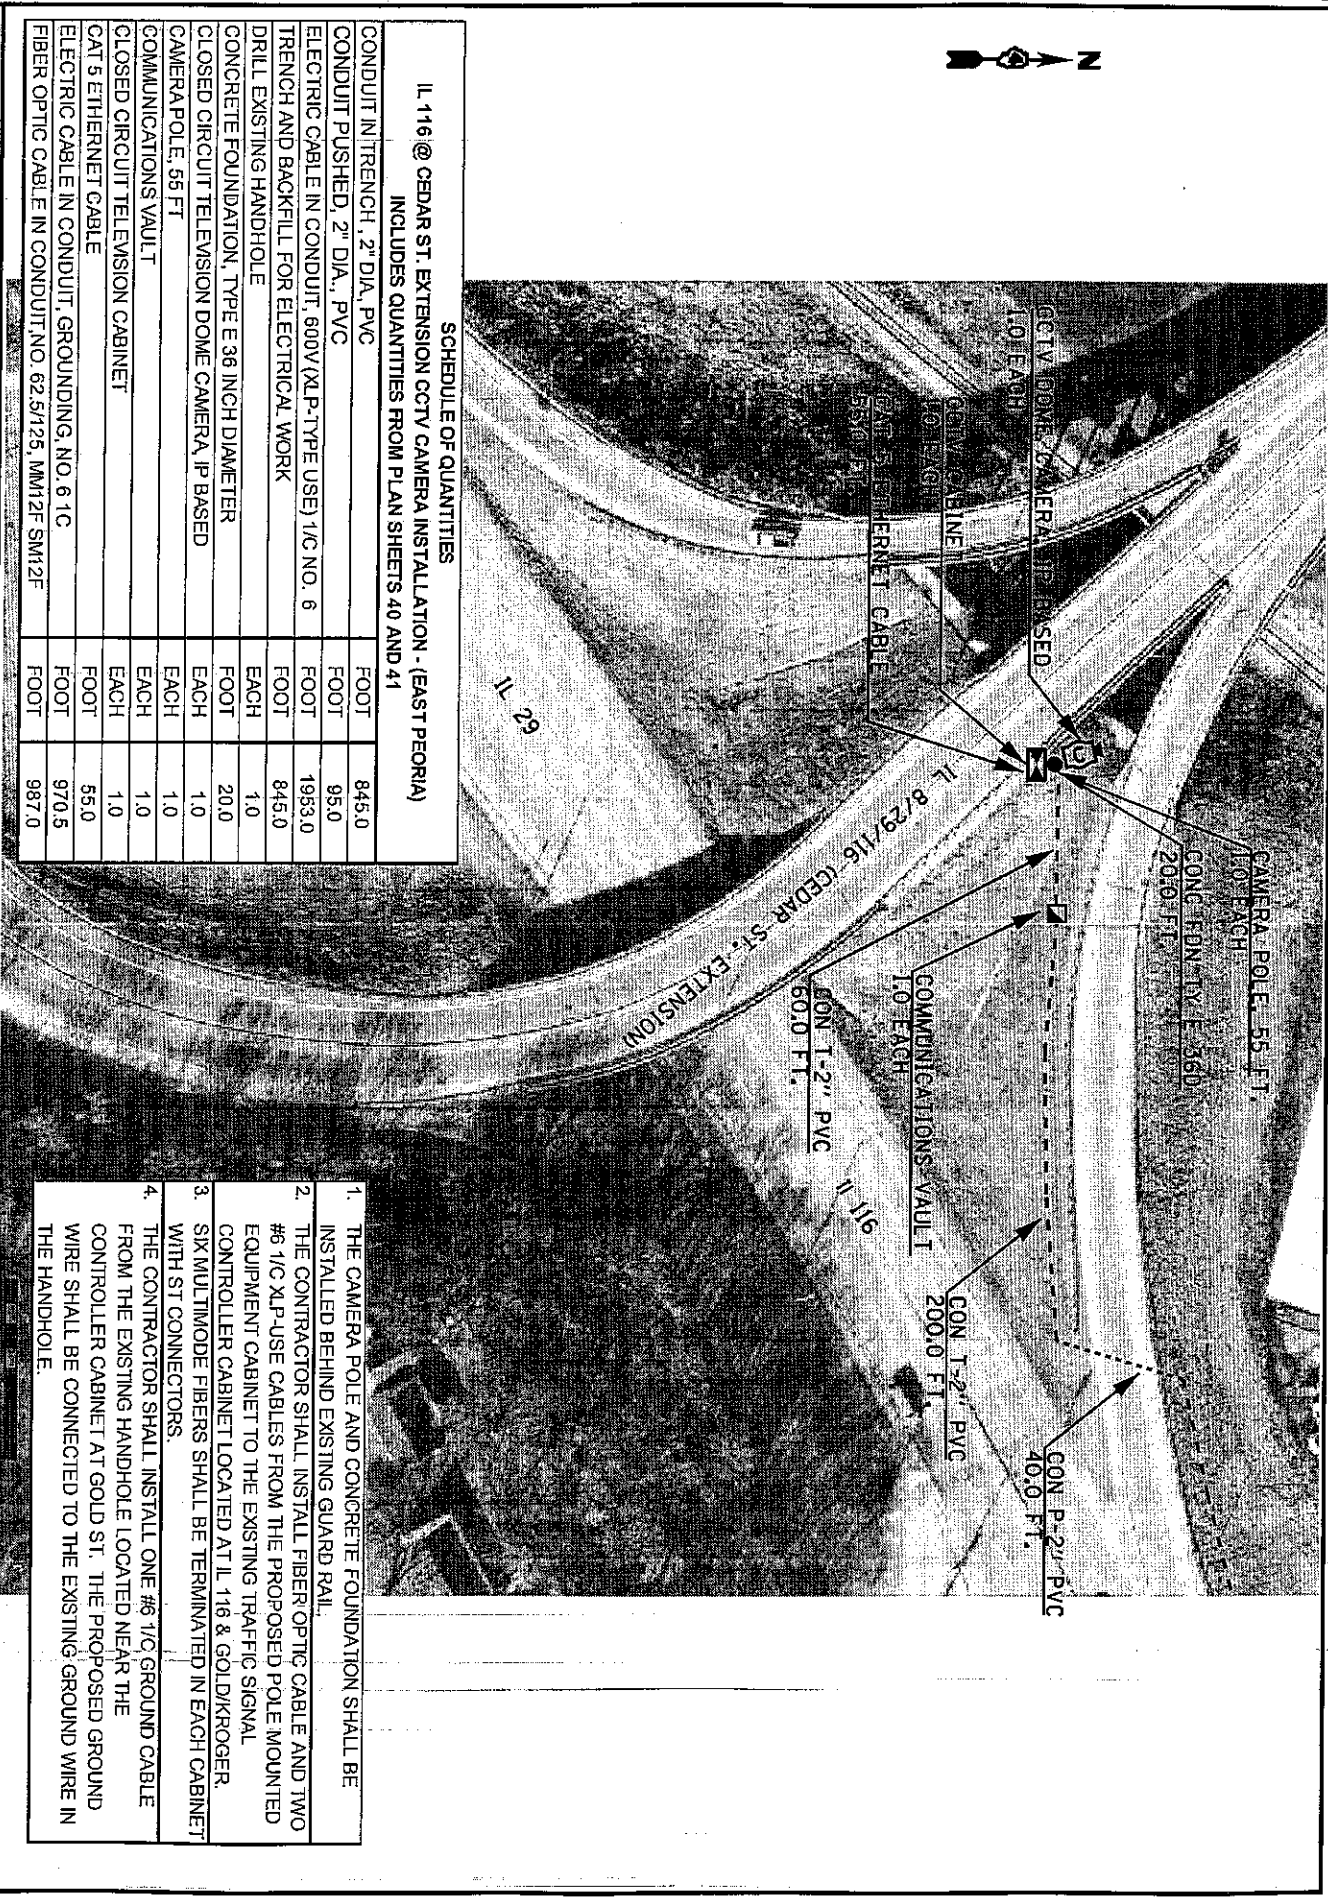 N
CCTV DOME CAMERA, IP BASED
1.0 EACH
CCTV CABINET
1.0 EACH
CAT 5 ETHERNET CABLE
55.0 FT.
CAMERA POLE, 55 FT.
1.0 EACH
CONC FDN TY E 36D
20.0 FT.
COMMUNICATIONS VAULT
1.0 EACH
CON T-2" PVC
60.0 FT.
CON T-2" PVC
200.0 FT.
CON P-2" PVC
40.0 FT.
IL 8/29/116 (CEDAR ST. EXTENSION)
IL 29
IL 116
SCHEDULE OF QUANTITIES
IL 116 @ CEDAR ST. EXTENSION CCTV CAMERA INSTALLATION - (EAST PEORIA)
INCLUDES QUANTITIES FROM PLAN SHEETS 40 AND 41
CONDUIT IN TRENCH, 2" DIA, PVC FOOT 845.0
CONDUIT PUSHED, 2" DIA., PVC FOOT 95.0
ELECTRIC CABLE IN CONDUIT, 600V (XLP-TYPE USE) 1/C NO. 6 FOOT 1953.0
TRENCH AND BACKFILL FOR ELECTRICAL WORK FOOT 845.0
DRILL EXISTING HANDHOLE EACH 1.0
CONCRETE FOUNDATION, TYPE E 36 INCH DIAMETER FOOT 20.0
CLOSED CIRCUIT TELEVISION DOME CAMERA, IP BASED EACH 1.0
CAMERA POLE, 55 FT EACH 1.0
COMMUNICATIONS VAULT EACH 1.0
CLOSED CIRCUIT TELEVISION CABINET EACH 1.0
CAT 5 ETHERNET CABLE FOOT 55.0
ELECTRIC CABLE IN CONDUIT, GROUNDING, NO. 6 1C FOOT 970.5
FIBER OPTIC CABLE IN CONDUIT, NO. 62.5/125, MM12F SM12F FOOT 987.0
1. THE CAMERA POLE AND CONCRETE FOUNDATION SHALL BE
INSTALLED BEHIND EXISTING GUARD RAIL.
2. THE CONTRACTOR SHALL INSTALL FIBER OPTIC CABLE AND TWO
#6 1/C XLP-USE CABLES FROM THE PROPOSED POLE MOUNTED
EQUIPMENT CABINET TO THE EXISTING TRAFFIC SIGNAL
CONTROLLER CABINET LOCATED AT IL 116 & GOLD/KROGER.
3. SIX MULTIMODE FIBERS SHALL BE TERMINATED IN EACH CABINET
WITH ST CONNECTORS.
4. THE CONTRACTOR SHALL INSTALL ONE #6 1/C GROUND CABLE
FROM THE EXISTING HANDHOLE LOCATED NEAR THE
CONTROLLER CABINET AT GOLD ST. THE PROPOSED GROUND
WIRE SHALL BE CONNECTED TO THE EXISTING GROUND WIRE IN
THE HANDHOLE.